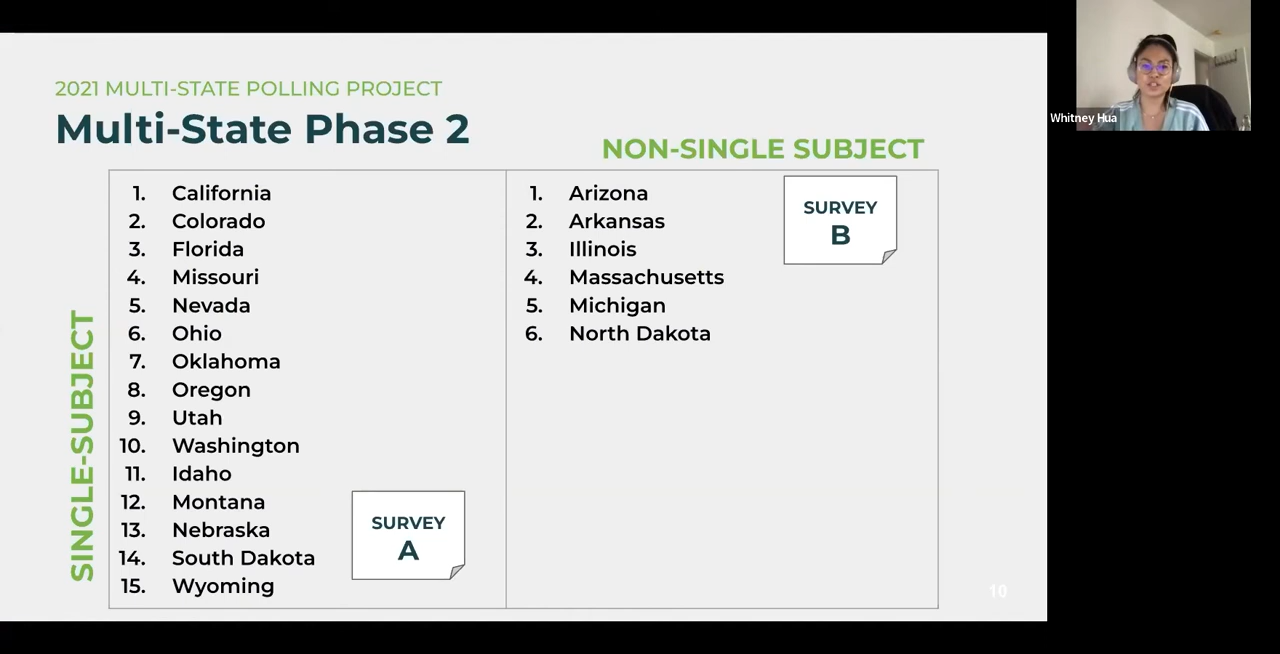 2021 MULTI-STATE POLLING PROJECT
Multi-State Phase 2
NON-SINGLE SUBJECT
SINGLE-SUBJECT
1. California
2. Colorado
3. Florida
4. Missouri
5. Nevada
6. Ohio
7. Oklahoma
8. Oregon
9. Utah
10. Washington
11. Idaho
12. Montana
13. Nebraska
14. South Dakota
15. Wyoming
SURVEY
A
1. Arizona
2. Arkansas
3. Illinois
4. Massachusetts
5. Michigan
6. North Dakota
SURVEY
B
10
Whitney Hua